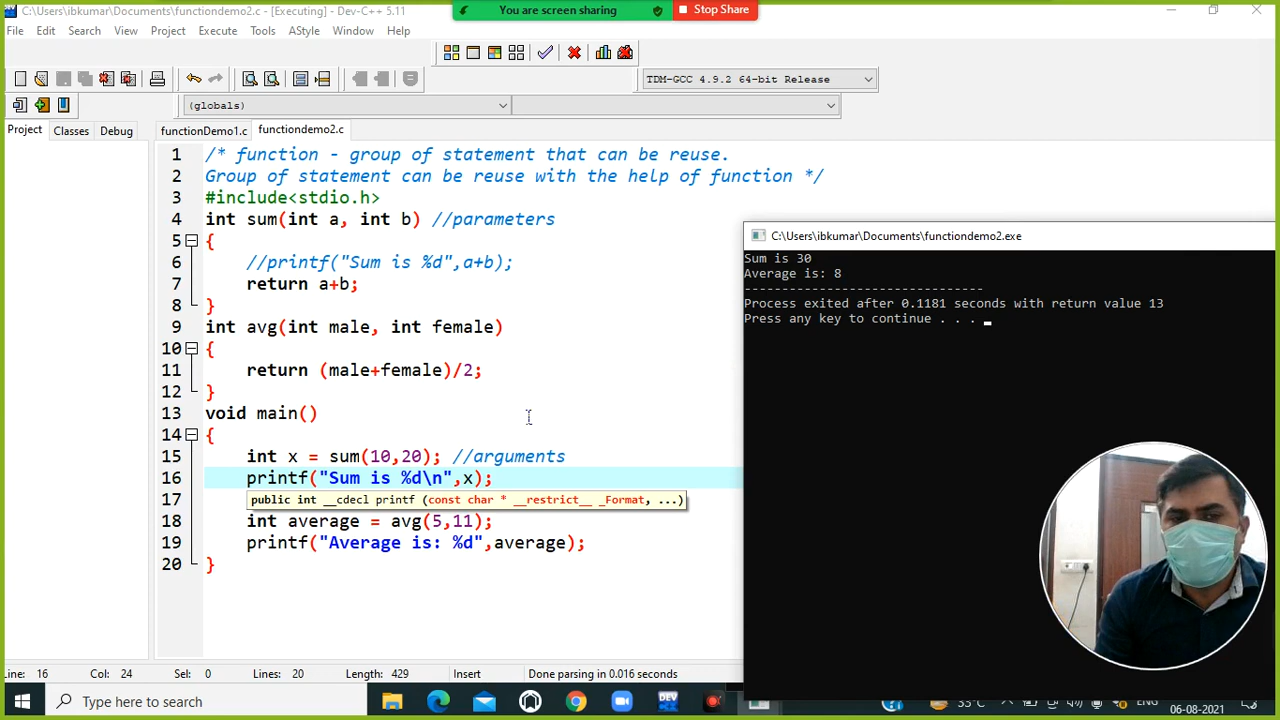 C:\Users\ibkumar\Documents\functiondemo2.c - [Executing] - Dev-C++ 5.11
You are screen sharing
Stop Share
File Edit Search View Project Execute Tools AStyle Window Help
TDM-GCC 4.9.2 64-bit Release
(globals)
Project Classes Debug
functionDemo1.c functiondemo2.c
1 /* function - group of statement that can be reuse.
2 Group of statement can be reuse with the help of function */
3 #include<stdio.h>
4 int sum(int a, int b) //parameters
5 {
6 //printf("Sum is %d",a+b);
7 return a+b;
8 }
9 int avg(int male, int female)
10 {
11 return (male+female)/2;
12 }
13 void main()
14 {
15 int x = sum(10,20); //arguments
16 printf("Sum is %d\n",x);
17 public int __cdecl printf (const char * __restrict__ _Format, ...)
18 int average = avg(5,11);
19 printf("Average is: %d",average);
20 }
C:\Users\ibkumar\Documents\functiondemo2.exe
Sum is 30
Average is: 8
--------------------------------
Process exited after 0.1181 seconds with return value 13
Press any key to continue . . .
Line: 16 Col: 24 Sel: 0 Lines: 20 Length: 429 Insert Done parsing in 0.016 seconds
Type here to search
DEV
33°C
ENG
06-08-2021